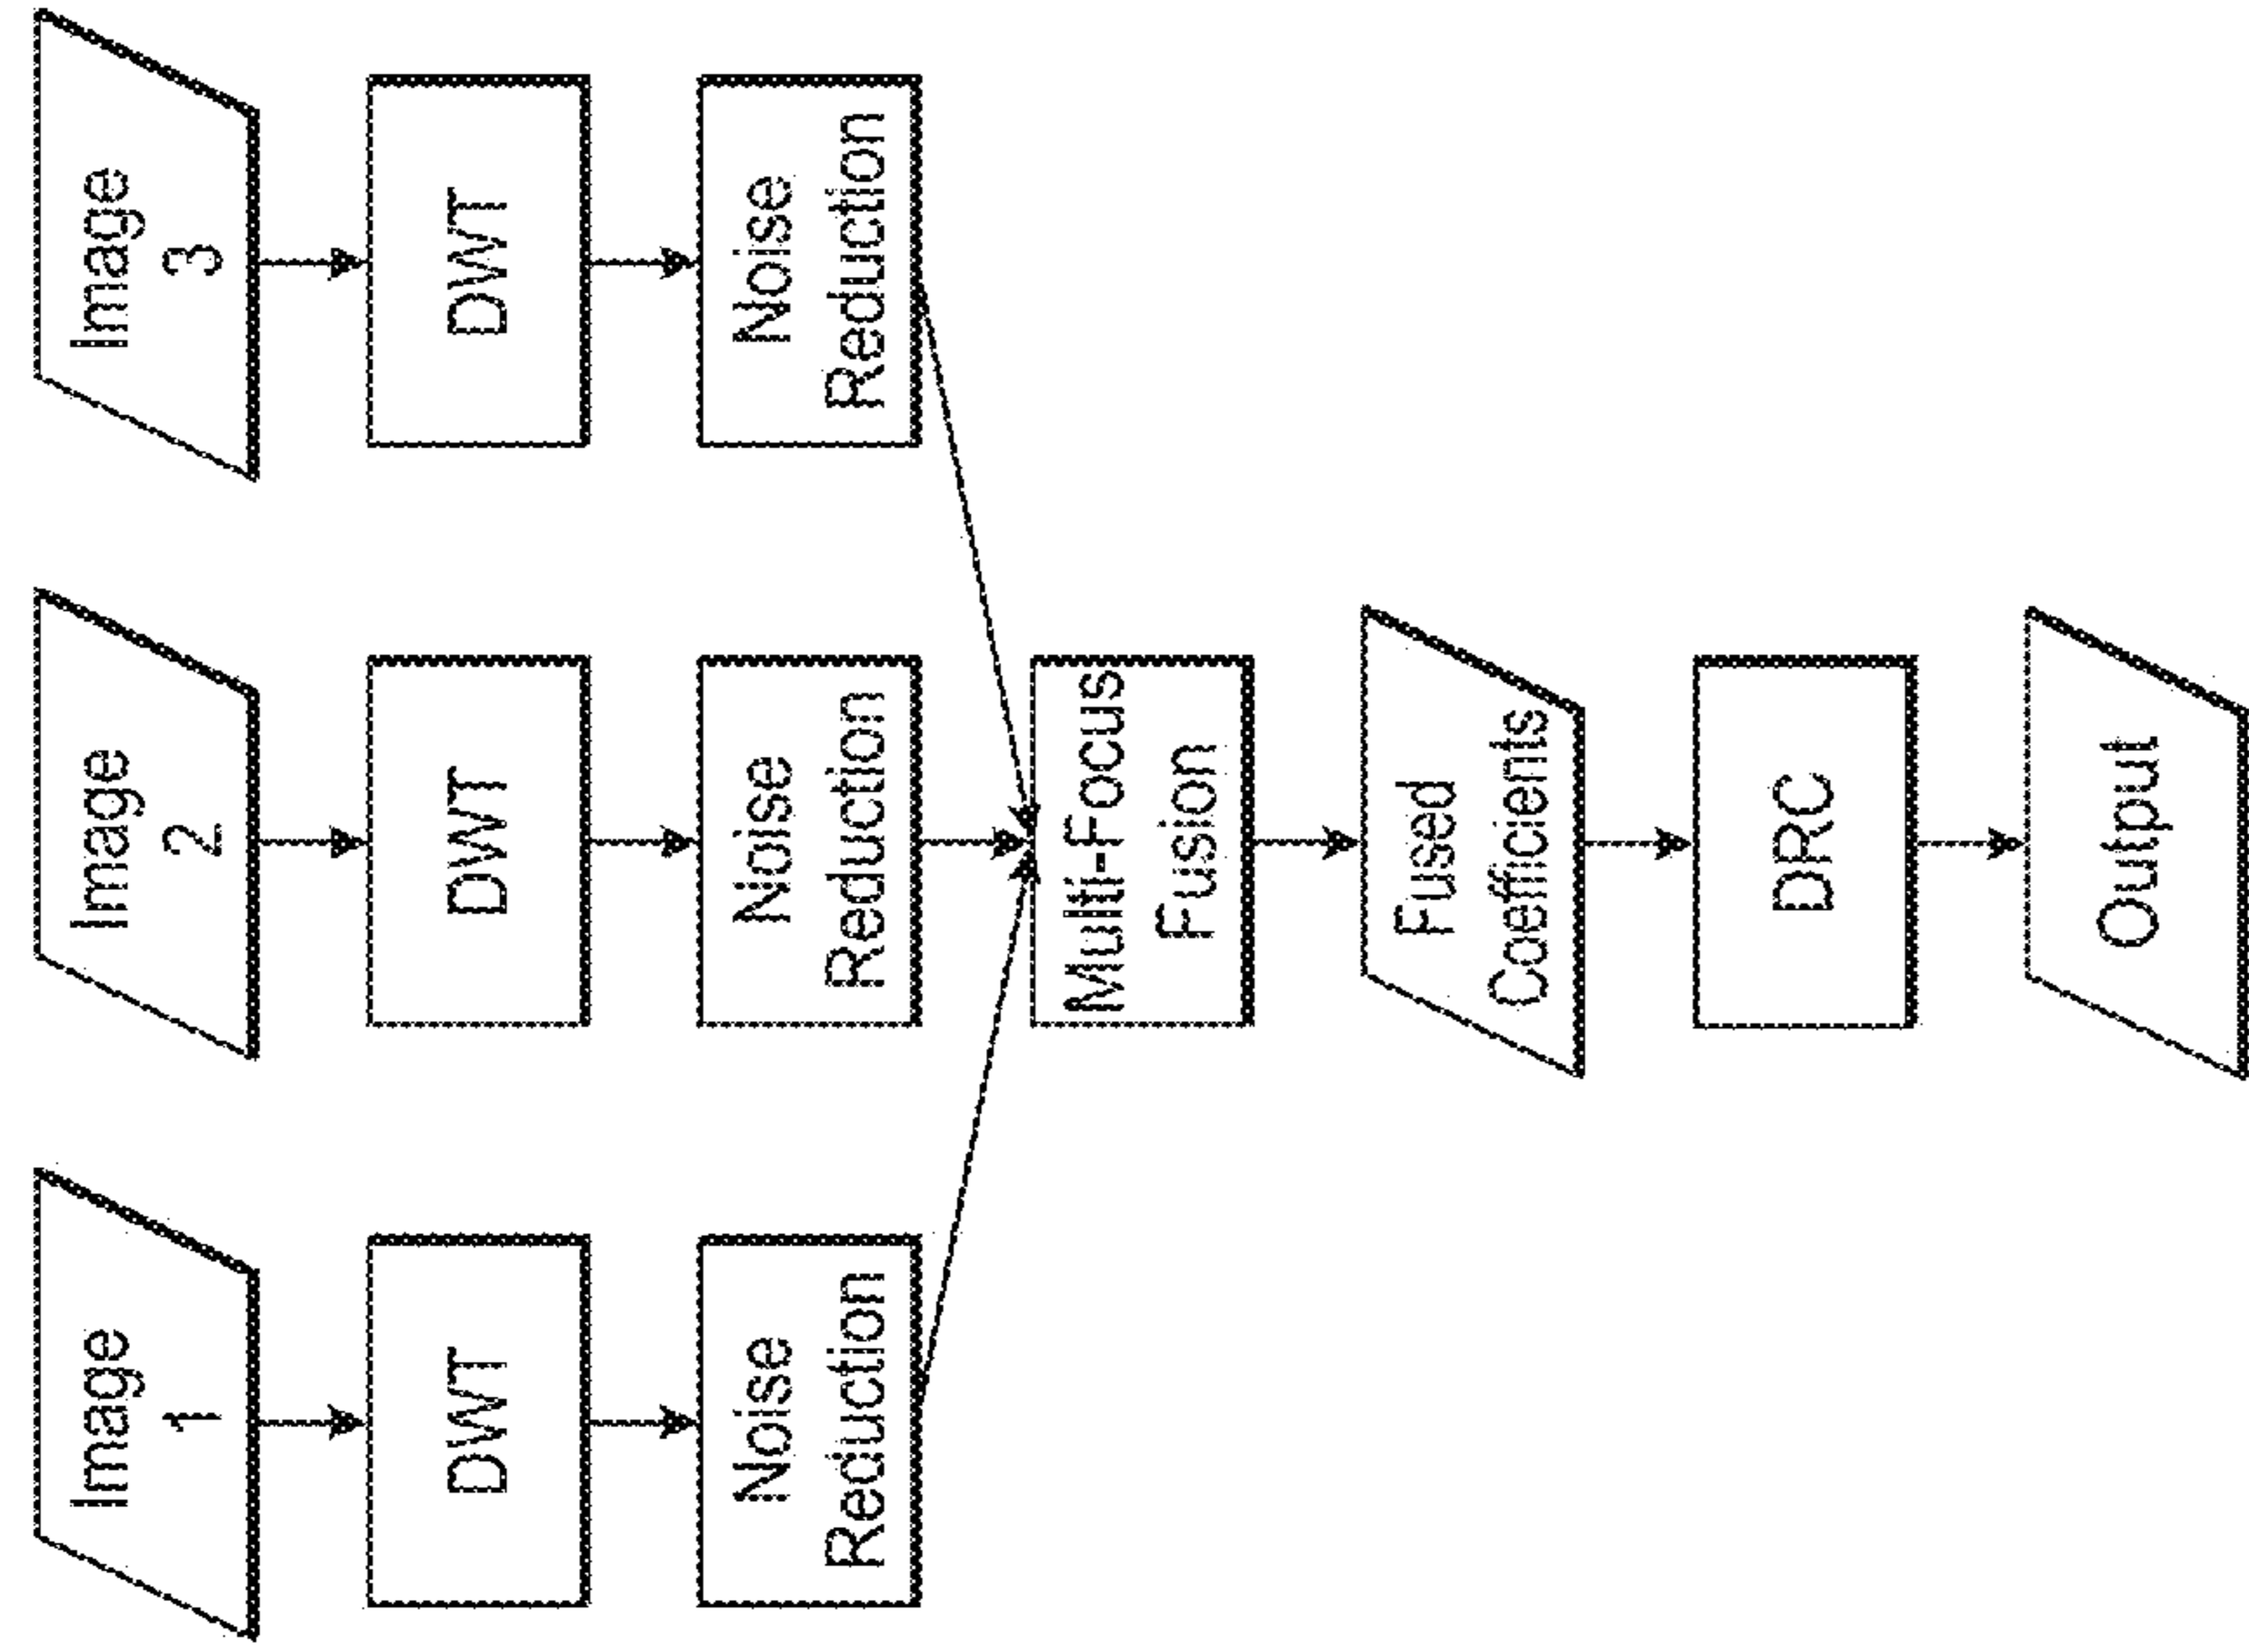 Image
1
DWT
Noise
Reduction
Image
2
DWT
Noise
Reduction
Image
3
DWT
Noise
Reduction
Multi-Focus
Fusion
Fused
Coefficients
DRC
Output